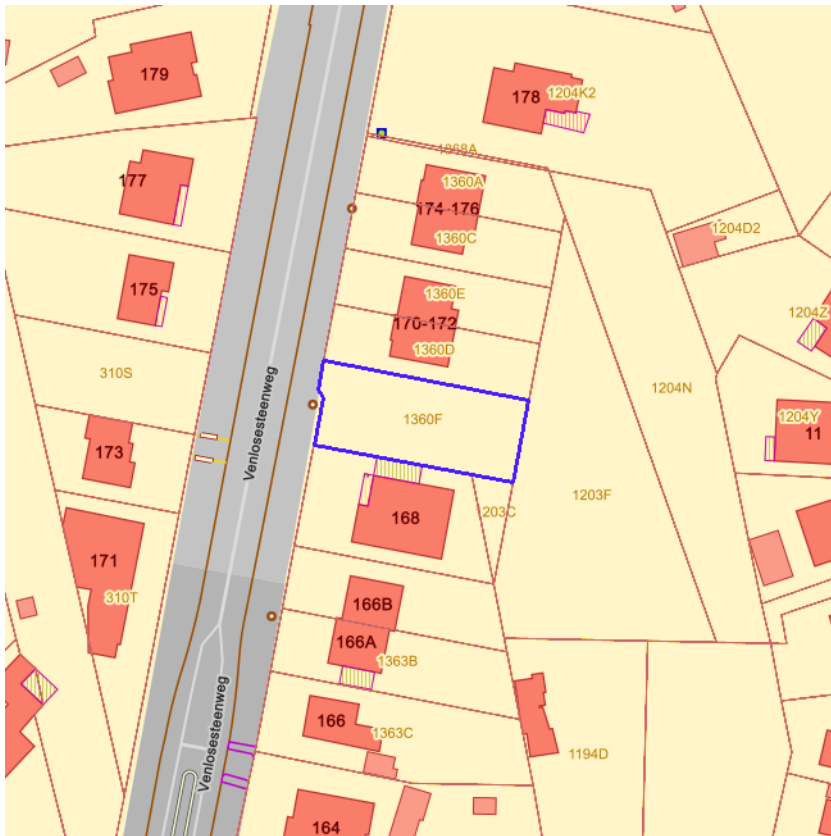 179
178
1204K2
1368A
177
1360A
174-176
1360C
1204D2
175
1360E
1204Z
170-172
1360D
310S
1204N
1360F
1204Y
11
Venlosesteenweg
173
1203F
1203C
168
171
310T
166B
166A
1363B
Venlosesteenweg
166
1363C
1194D
164